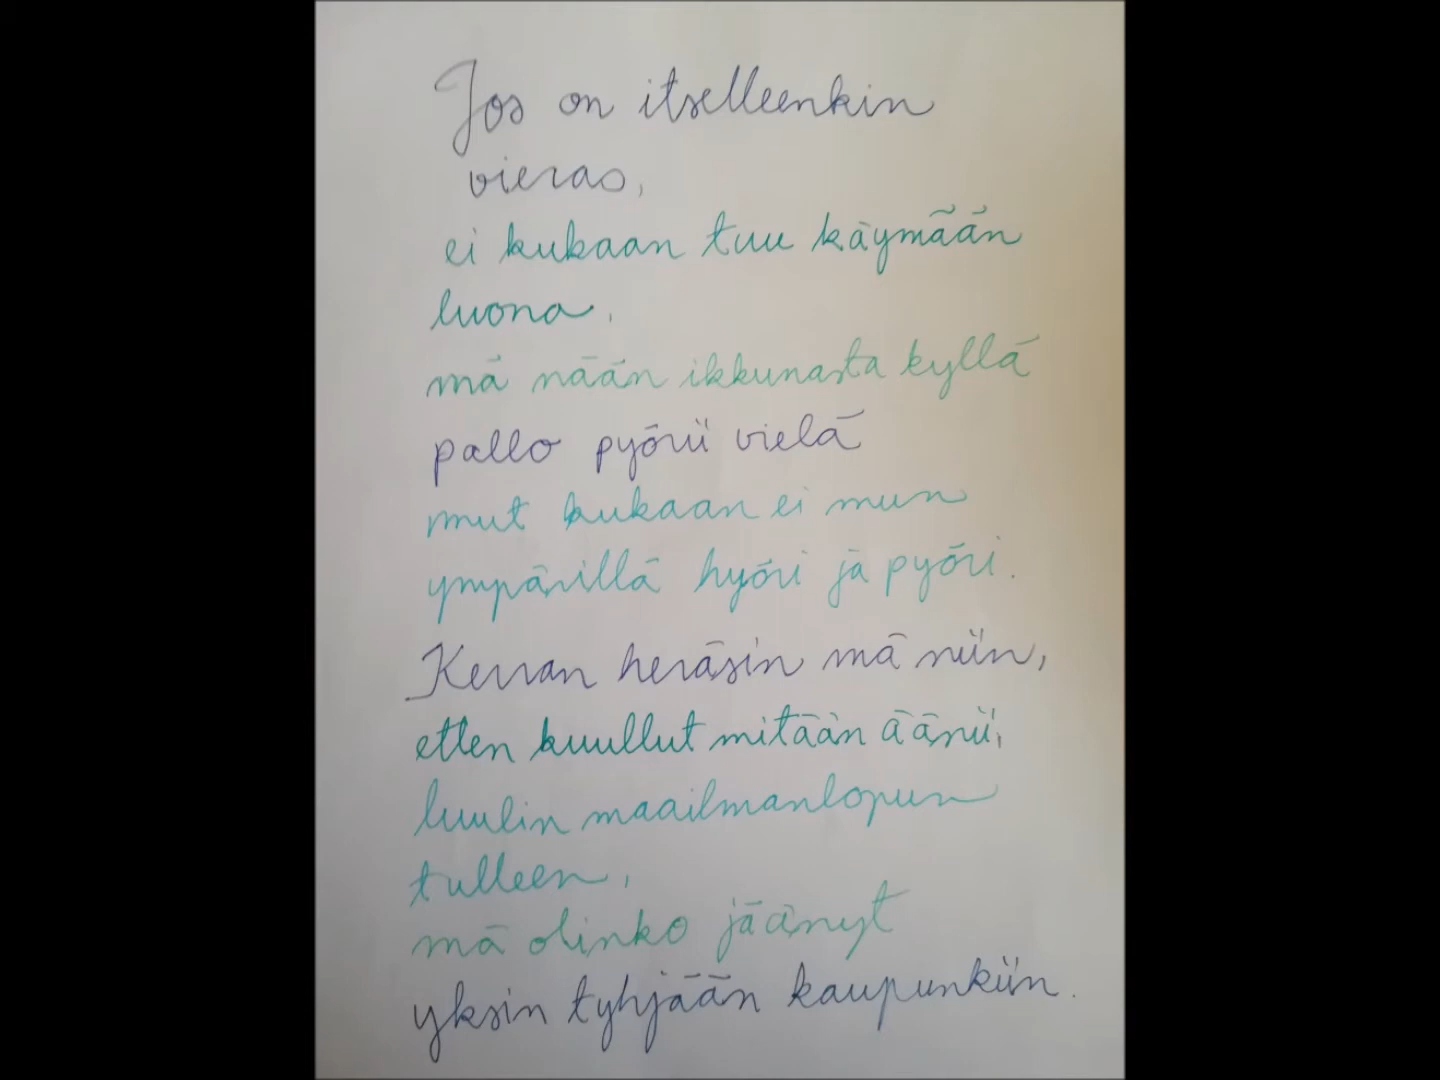 Jos on itselleenkin
vieras,
ei kukaan tuu käymään
luona,
mä nään ikkunasta kyllä
pallo pyörii vielä
mut kukaan ei mun
ympärillä hyöri jä pyöri.
Kerran heräsin mä niin,
etten kuullut mitään ääniä,
luulin maailmanlopun
tulleen,
mä olinko jäänyt
yksin tyhjään kaupunkiin.